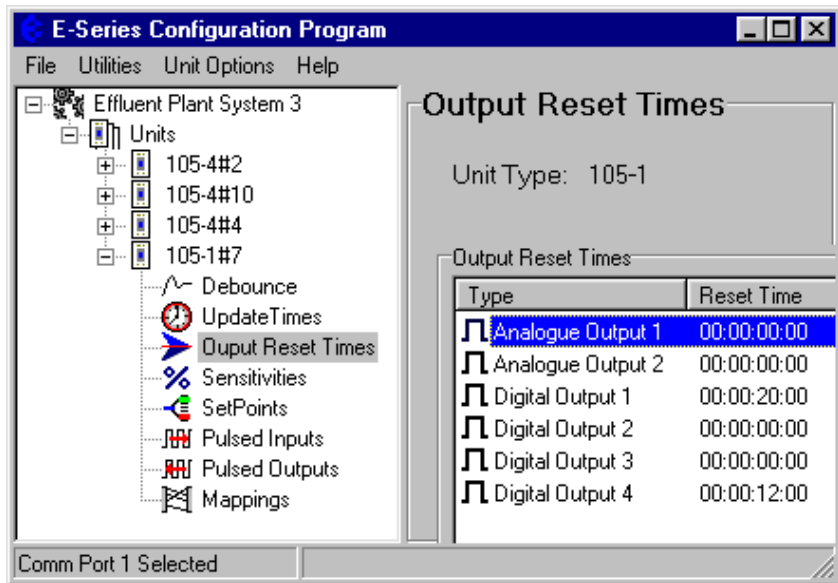 E-Series Configuration Program
File Utilities Unit Options Help
Effluent Plant System 3
Units
105-4#2
105-4#10
105-4#4
105-1#7
Debounce
UpdateTimes
Ouput Reset Times
Sensitivities
SetPoints
Pulsed Inputs
Pulsed Outputs
Mappings
Output Reset Times
Unit Type: 105-1
Output Reset Times
Type Reset Time
Analogue Output 1 00:00:00:00
Analogue Output 2 00:00:00:00
Digital Output 1 00:00:20:00
Digital Output 2 00:00:00:00
Digital Output 3 00:00:00:00
Digital Output 4 00:00:12:00
Comm Port 1 Selected